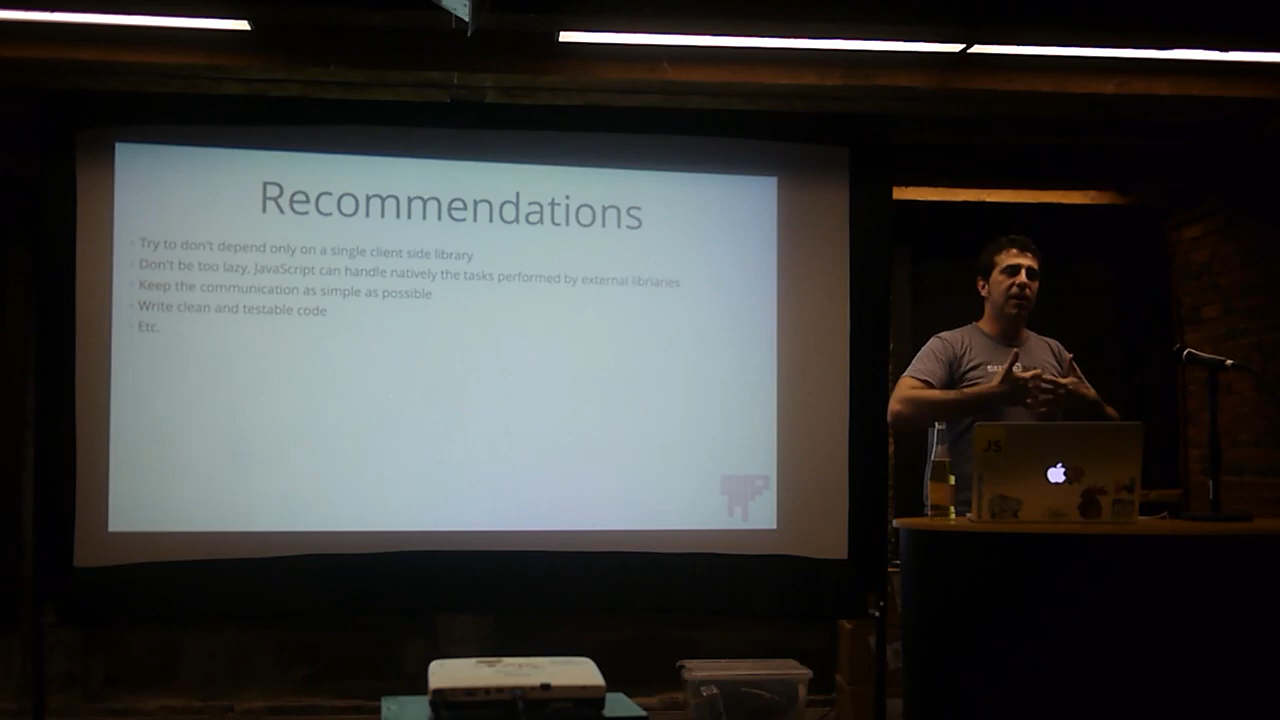 Recommendations
Try to don't depend only on a single client side library
Don't be too lazy, JavaScript can handle natively the tasks performed by external libriaries
Keep the communication as simple as possible
Write clean and testable code
Etc.
JS